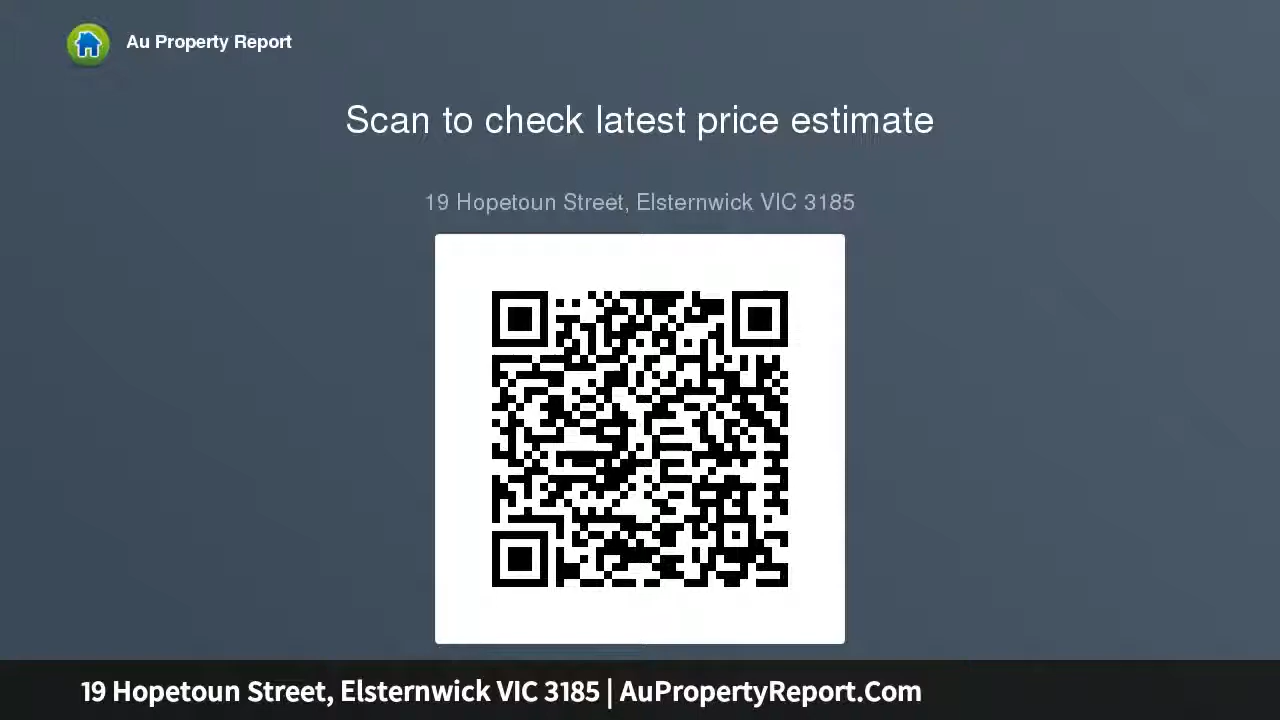 Au Property Report
Scan to check latest price estimate
19 Hopetoun Street, Elsternwick VIC 3185
19 Hopetoun Street, Elsternwick VIC 3185 | AuPropertyReport.Com